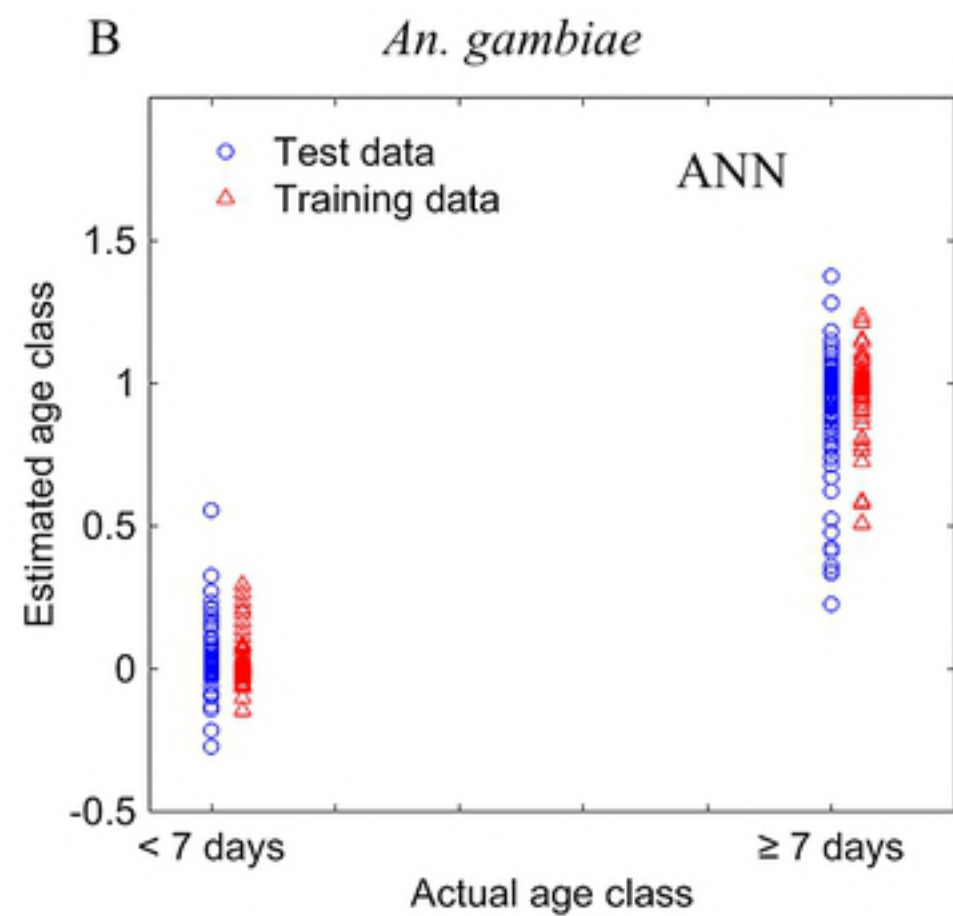 B An. gambiae
Test data
Training data
ANN
1.5
1
0.5
0
-0.5
Estimated age class
< 7 days ≥ 7 days
Actual age class